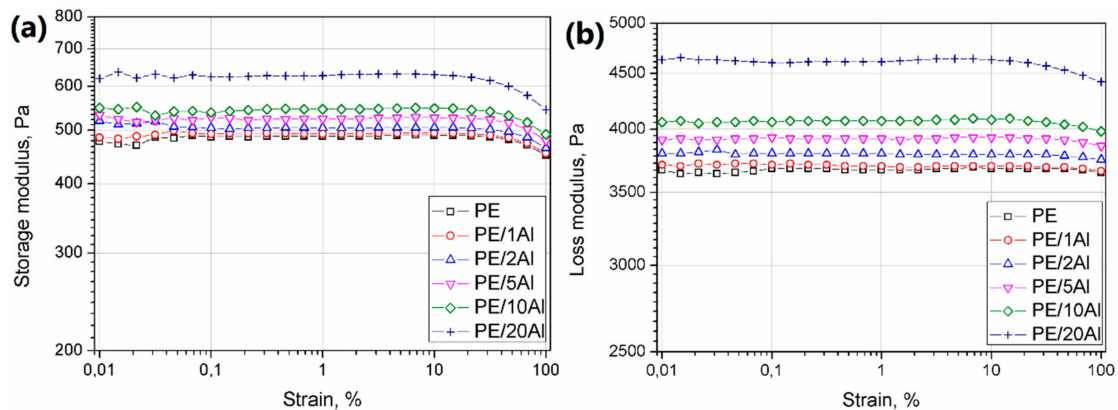 (a)
Storage modulus, Pa
800
700
600
500
400
300
200
PE
PE/1Al
PE/2Al
PE/5Al
PE/10Al
PE/20Al
0,01 0,1 1 10 100
Strain, %
(b)
Loss modulus, Pa
5000
4500
4000
3500
3000
2500
PE
PE/1Al
PE/2Al
PE/5Al
PE/10Al
PE/20Al
0,01 0,1 1 10 100
Strain, %